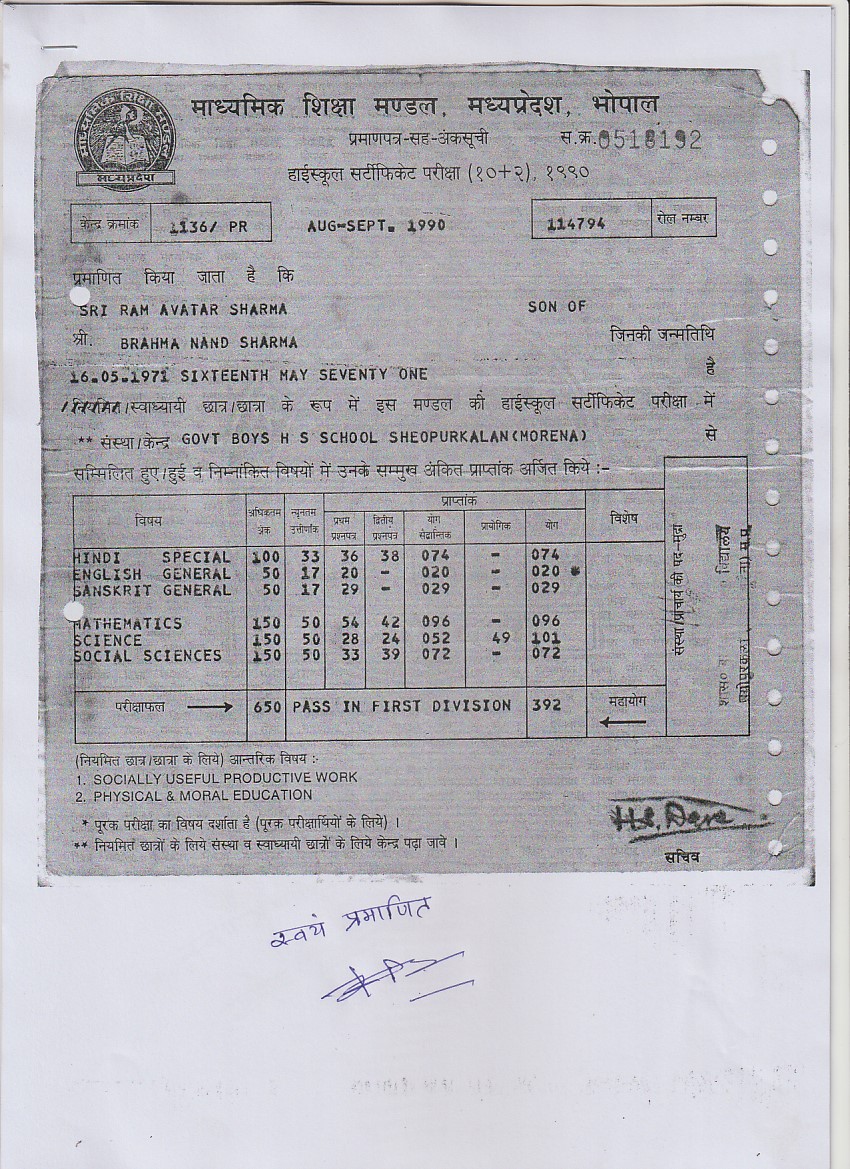 माध्यमिक शिक्षा मण्डल, मध्यप्रदेश, भोपाल
प्रमाणपत्र-सह-अंकसूची स.क्र. 0518192
हाईस्कूल सर्टीफिकेट परीक्षा (१०+२), १९९०
मध्यप्रदेश
केन्द्र क्रमांक 1136/ PR AUG-SEPT. 1990 114794 रोल नम्बर
प्रमाणित किया जाता है कि
SRI RAM AVATAR SHARMA SON OF
श्री. BRAHMA NAND SHARMA जिनकी जन्मतिथि
16.05.1971 SIXTEENTH MAY SEVENTY ONE है
/नियमित/स्वाध्यायी छात्र/छात्रा के रूप में इस मण्डल की हाईस्कूल सर्टीफिकेट परीक्षा में
** संस्था/केन्द्र GOVT BOYS H S SCHOOL SHEOPURKALAN(MORENA) से
सम्मिलित हुए/हुई व निम्नांकित विषयों में उनके सम्मुख अंकित प्राप्तांक अर्जित किये :-
विषय अधिकतम अंक न्यूनतम उत्तीर्णांक प्राप्तांक विशेष
प्रथम प्रश्नपत्र द्वितीय प्रश्नपत्र योग सैद्धान्तिक प्रायोगिक योग
HINDI SPECIAL 100 33 36 38 074 - 074
ENGLISH GENERAL 50 17 20 - 020 - 020 *
SANSKRIT GENERAL 50 17 29 - 029 - 029
MATHEMATICS 150 50 54 42 096 - 096
SCIENCE 150 50 28 24 052 49 101
SOCIAL SCIENCES 150 50 33 39 072 - 072
परीक्षाफल → 650 PASS IN FIRST DIVISION 392 महायोग ←
संस्था/प्राचार्य की पद-मुद्रा
(नियमित छात्र/छात्रा के लिये) आन्तरिक विषय :-
1. SOCIALLY USEFUL PRODUCTIVE WORK
2. PHYSICAL & MORAL EDUCATION
* पूरक परीक्षा का विषय दर्शाता है (पूरक परीक्षार्थियों के लिये) ।
** नियमित छात्रों के लिये संस्था व स्वाध्यायी छात्रों के लिये केन्द्र पढ़ा जावे ।
सचिव
स्वयं प्रमाणित